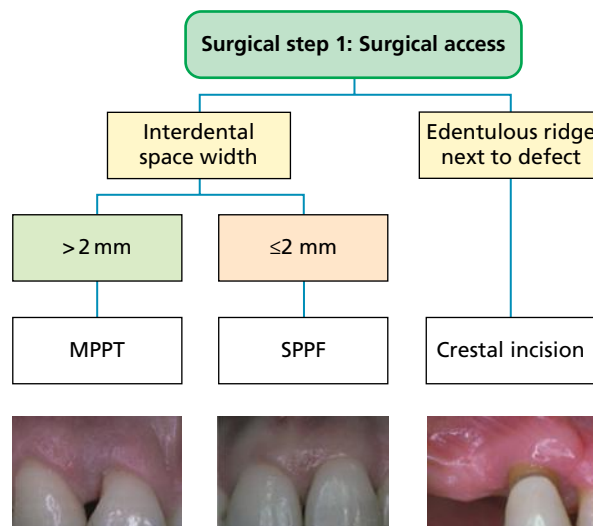 Surgical step 1: Surgical access
Interdental
space width
Edentulous ridge
next to defect
>2 mm
≤2 mm
MPPT
SPPF
Crestal incision